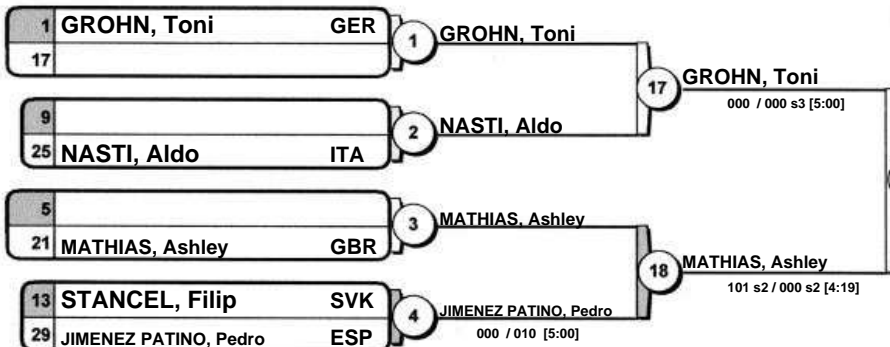 1 GROHN, Toni GER
17
1 GROHN, Toni
9
25 NASTI, Aldo ITA
2 NASTI, Aldo
17 GROHN, Toni
000 / 000 s3 [5:00]
5
21 MATHIAS, Ashley GBR
3 MATHIAS, Ashley
13 STANCEL, Filip SVK
29 JIMENEZ PATINO, Pedro ESP
4 JIMENEZ PATINO, Pedro
000 / 010 [5:00]
18 MATHIAS, Ashley
101 s2 / 000 s2 [4:19]